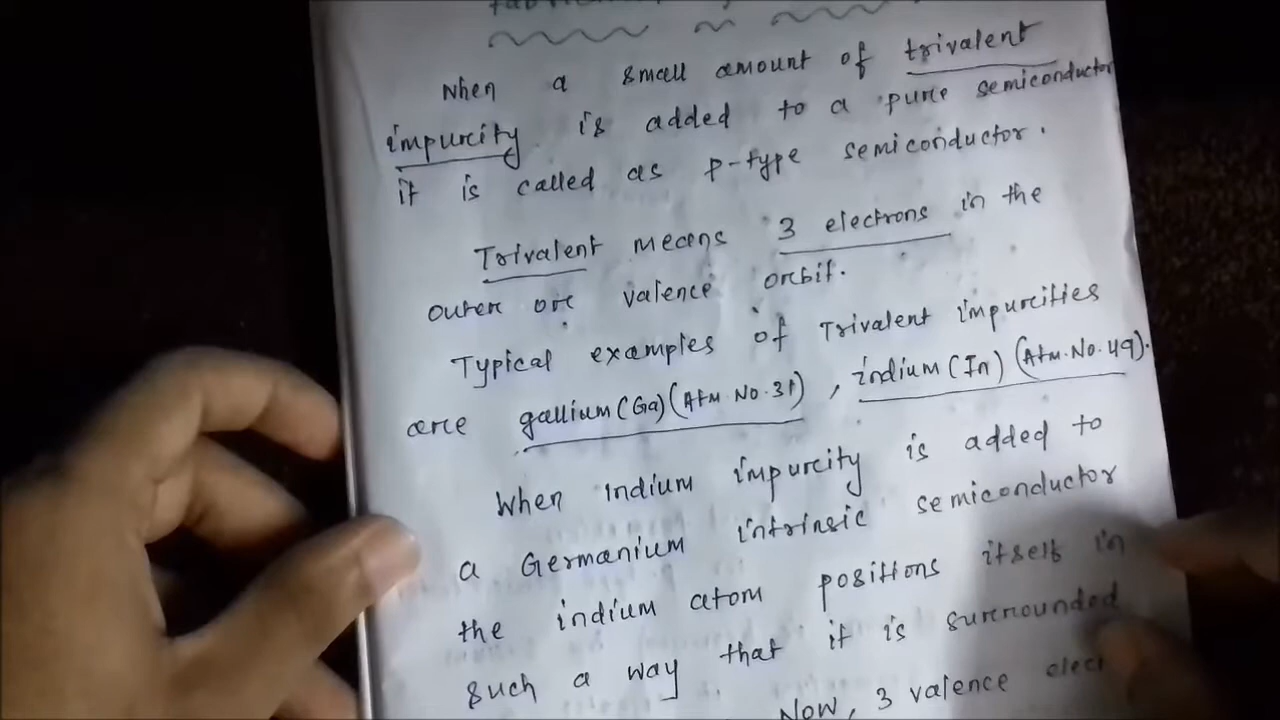 When a small amount of trivalent
impurity is added to a pure semiconductor
it is called as p-type semiconductor.
Trivalent means 3 electrons in the
outer or valence orbit.
Typical examples of Trivalent impurities
are gallium(Ga)(Atm.No.31), indium(In)(Atm.No.49).
When Indium impurity is added to
a Germanium intrinsic semiconductor
the indium atom positions itself in
such a way that it is surrounded
Now, 3 valence